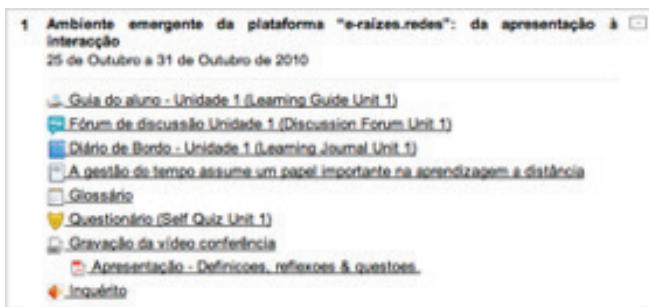 1 Ambiente emergente da plataforma "e-raízes.redes": da apresentação à
interacção
25 de Outubro a 31 de Outubro de 2010
Guia do aluno - Unidade 1 (Learning Guide Unit 1)
Fórum de discussão Unidade 1 (Discussion Forum Unit 1)
Diário de Bordo - Unidade 1 (Learning Journal Unit 1)
A gestão do tempo assume um papel importante na aprendizagem a distância
Glossário
Questionário (Self Quiz Unit 1)
Gravação da vídeo conferência
Apresentação - Definicoes, reflexoes & questoes.
Inquérito